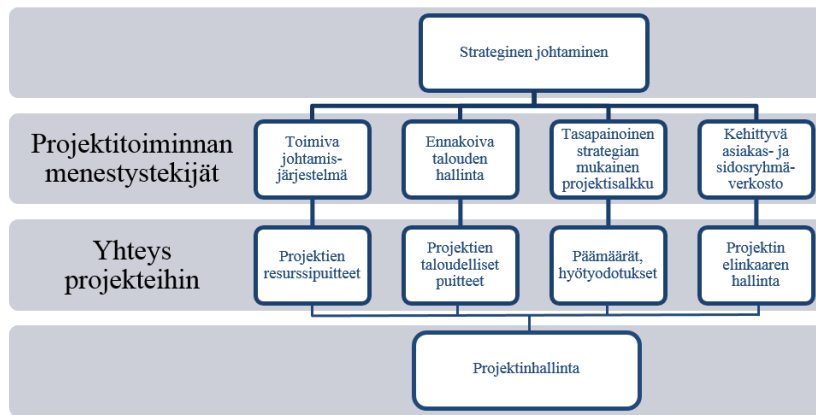 Strateginen johtaminen
Projektitoiminnan
menestystekijät
Toimiva
johtamis-
järjestelmä
Ennakoiva
talouden
hallinta
Tasapainoinen
strategian
mukainen
projektisalkku
Kehittyvä
asiakas- ja
sidosryhmä-
verkosto
Yhteys
projekteihin
Projektien
resurssipuitteet
Projektien
taloudelliset
puitteet
Päämäärät,
hyötyodotukset
Projektin
elinkaaren
hallinta
Projektinhallinta